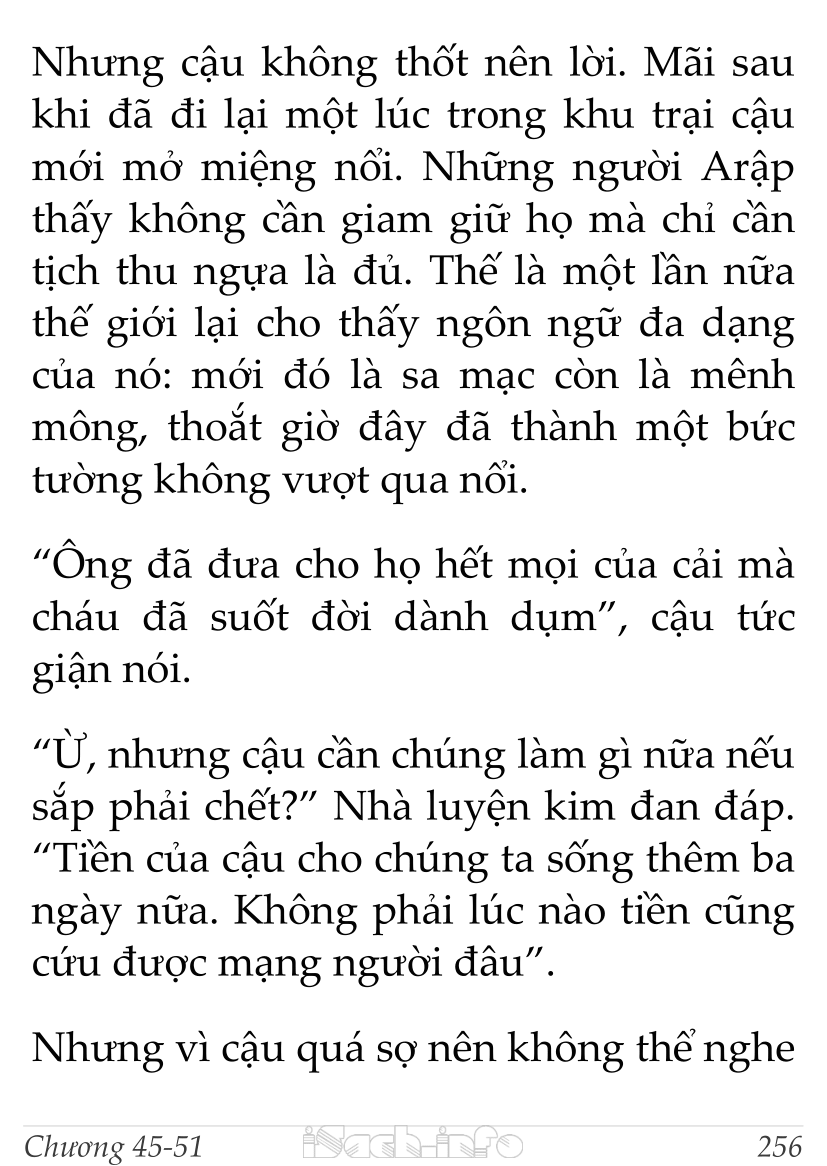 Nhưng cậu không thốt nên lời. Mãi sau
khi đã đi lại một lúc trong khu trại cậu
mới mở miệng nổi. Những người Arập
thấy không cần giam giữ họ mà chỉ cần
tịch thu ngựa là đủ. Thế là một lần nữa
thế giới lại cho thấy ngôn ngữ đa dạng
của nó: mới đó là sa mạc còn là mênh
mông, thoắt giờ đây đã thành một bức
tường không vượt qua nổi.
“Ông đã đưa cho họ hết mọi của cải mà
cháu đã suốt đời dành dụm”, cậu tức
giận nói.
“Ừ, nhưng cậu cần chúng làm gì nữa nếu
sắp phải chết?” Nhà luyện kim đan đáp.
“Tiền của cậu cho chúng ta sống thêm ba
ngày nữa. Không phải lúc nào tiền cũng
cứu được mạng người đâu”.
Nhưng vì cậu quá sợ nên không thể nghe
Chương 45-51 iSach.info 256